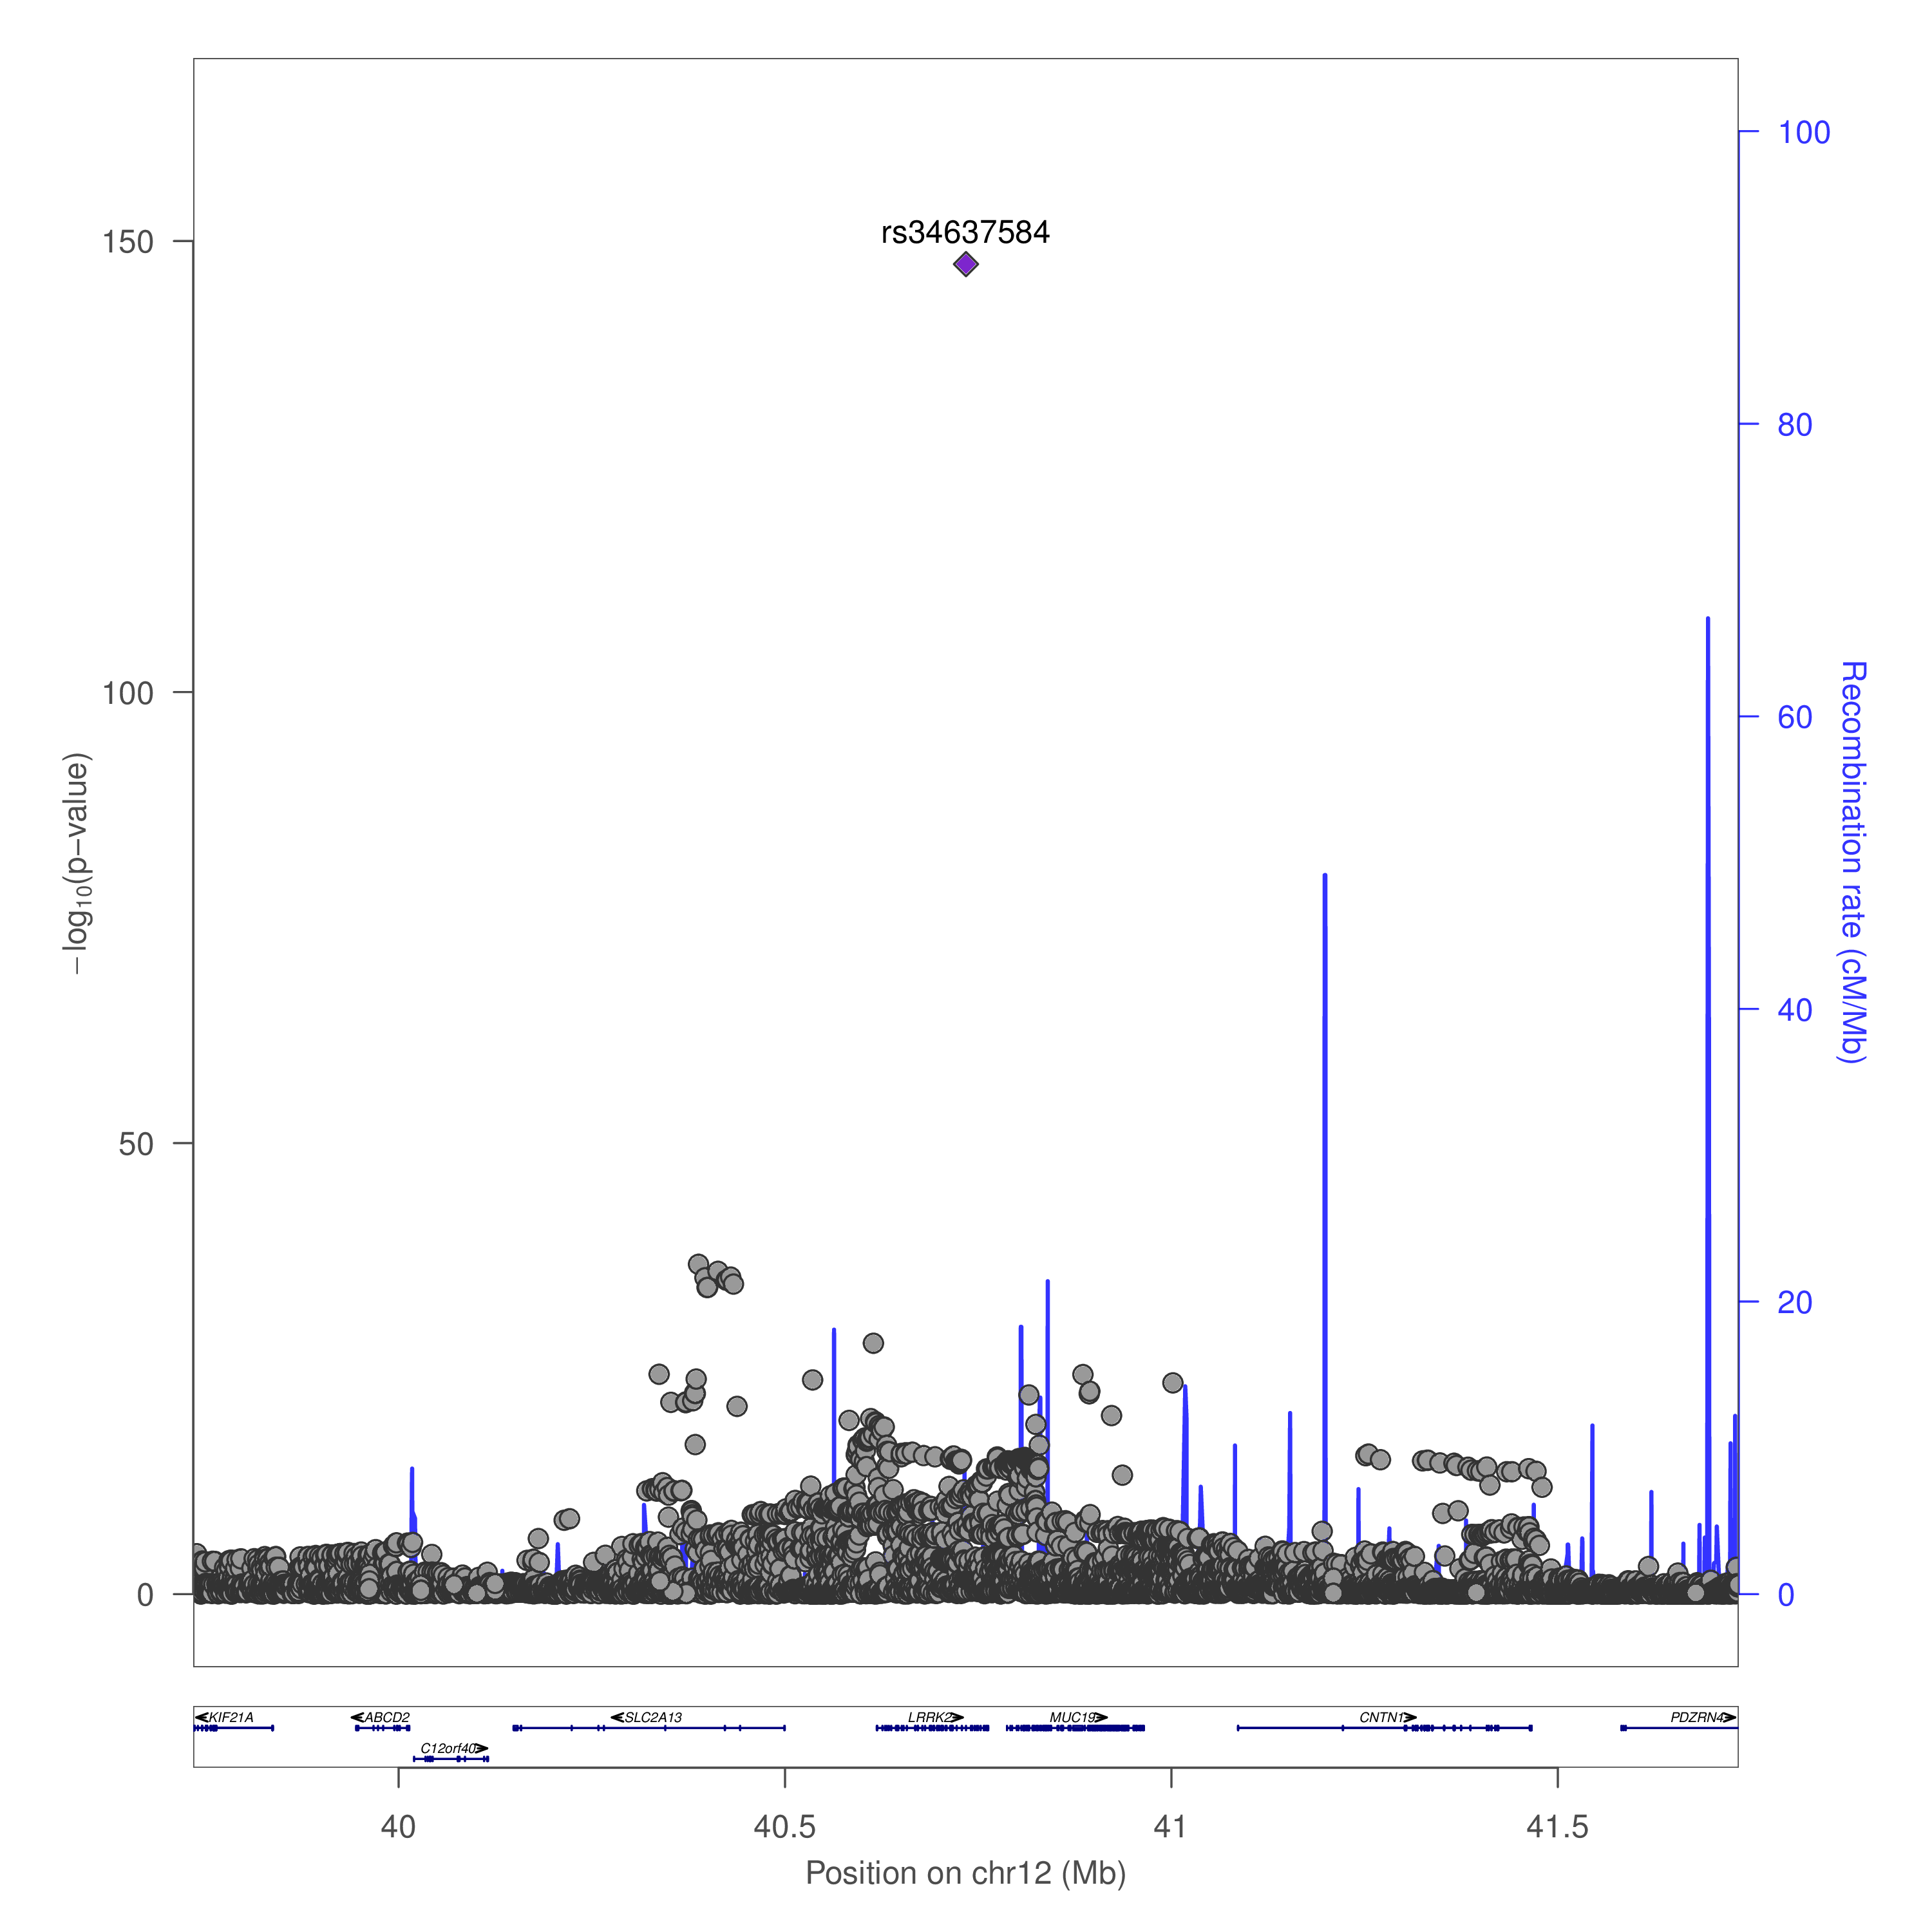 rs34637584
150
100
50
0
− log10(p−value)
100
80
60
40
20
0
Recombination rate (cM/Mb)
KIF21A
ABCD2
SLC2A13
LRRK2
MUC19
CNTN1
PDZRN4
C12orf40
40
40.5
41
41.5
Position on chr12 (Mb)